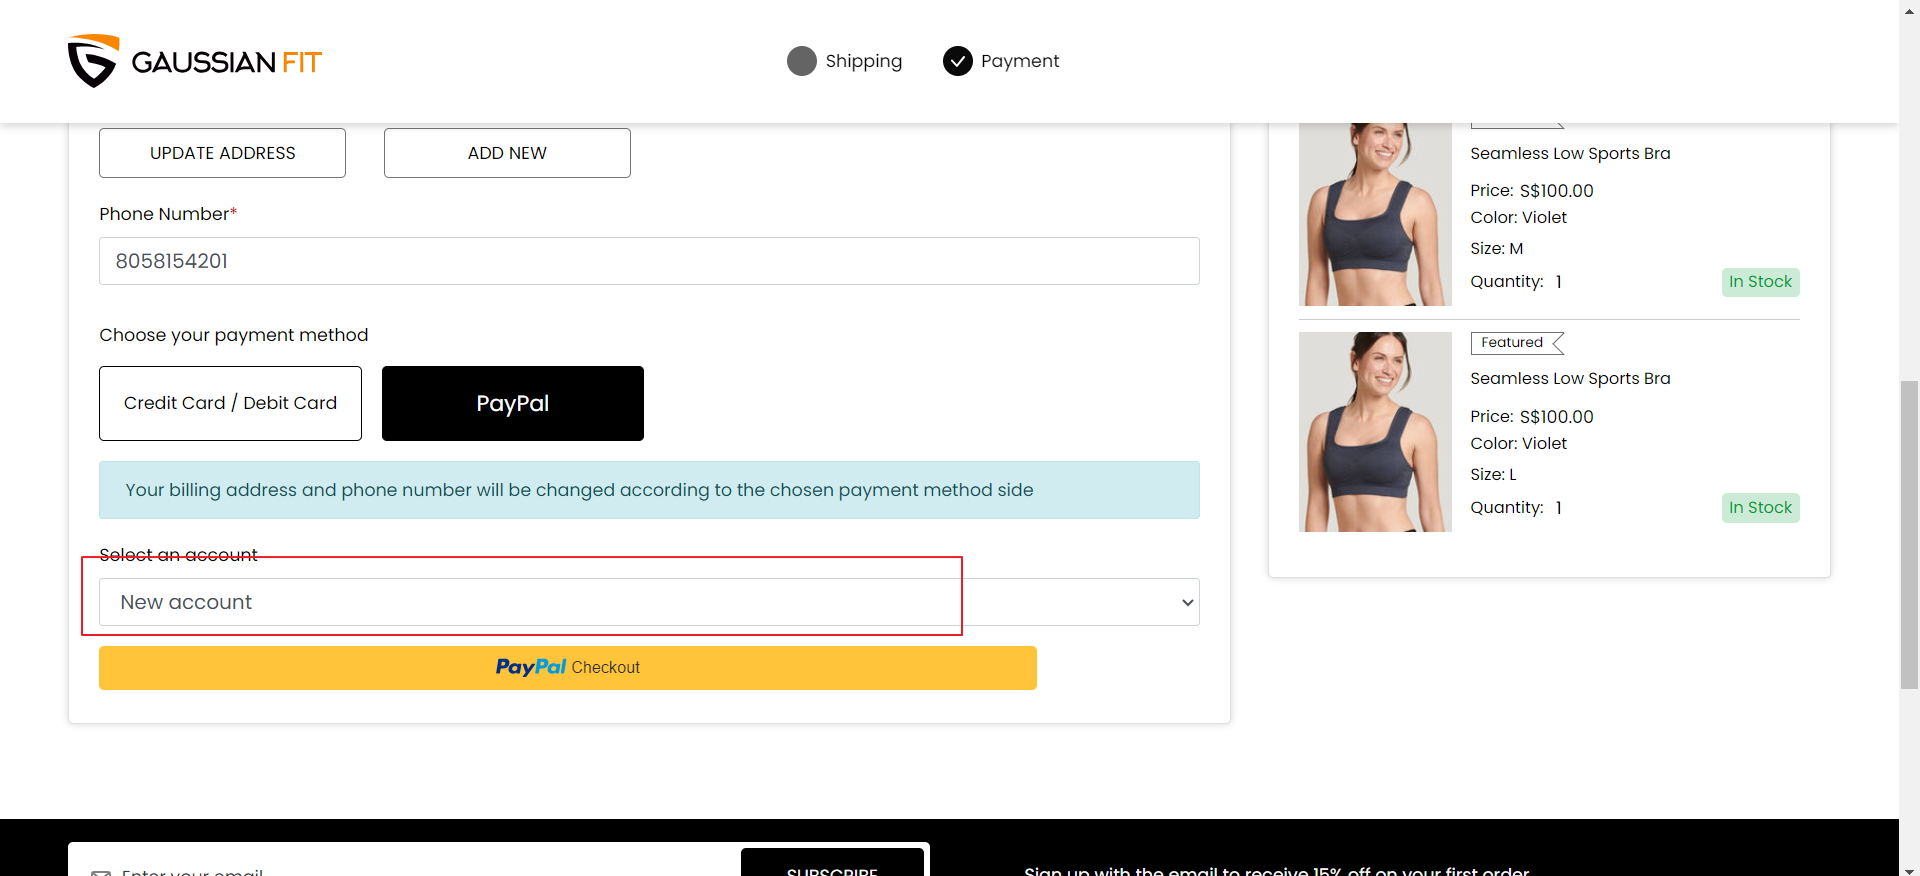 GAUSSIAN FIT
Shipping
Payment
UPDATE ADDRESS
ADD NEW
Phone Number*
8058154201
Choose your payment method
Credit Card / Debit Card
PayPal
Your billing address and phone number will be changed according to the chosen payment method side
Select an account
New account
PayPal Checkout
Seamless Low Sports Bra
Price: S$100.00
Color: Violet
Size: M
Quantity: 1
In Stock
Featured
Seamless Low Sports Bra
Price: S$100.00
Color: Violet
Size: L
Quantity: 1
In Stock
Enter your email
SUBSCRIBE
Sign up with the email to receive 15% off on your first order